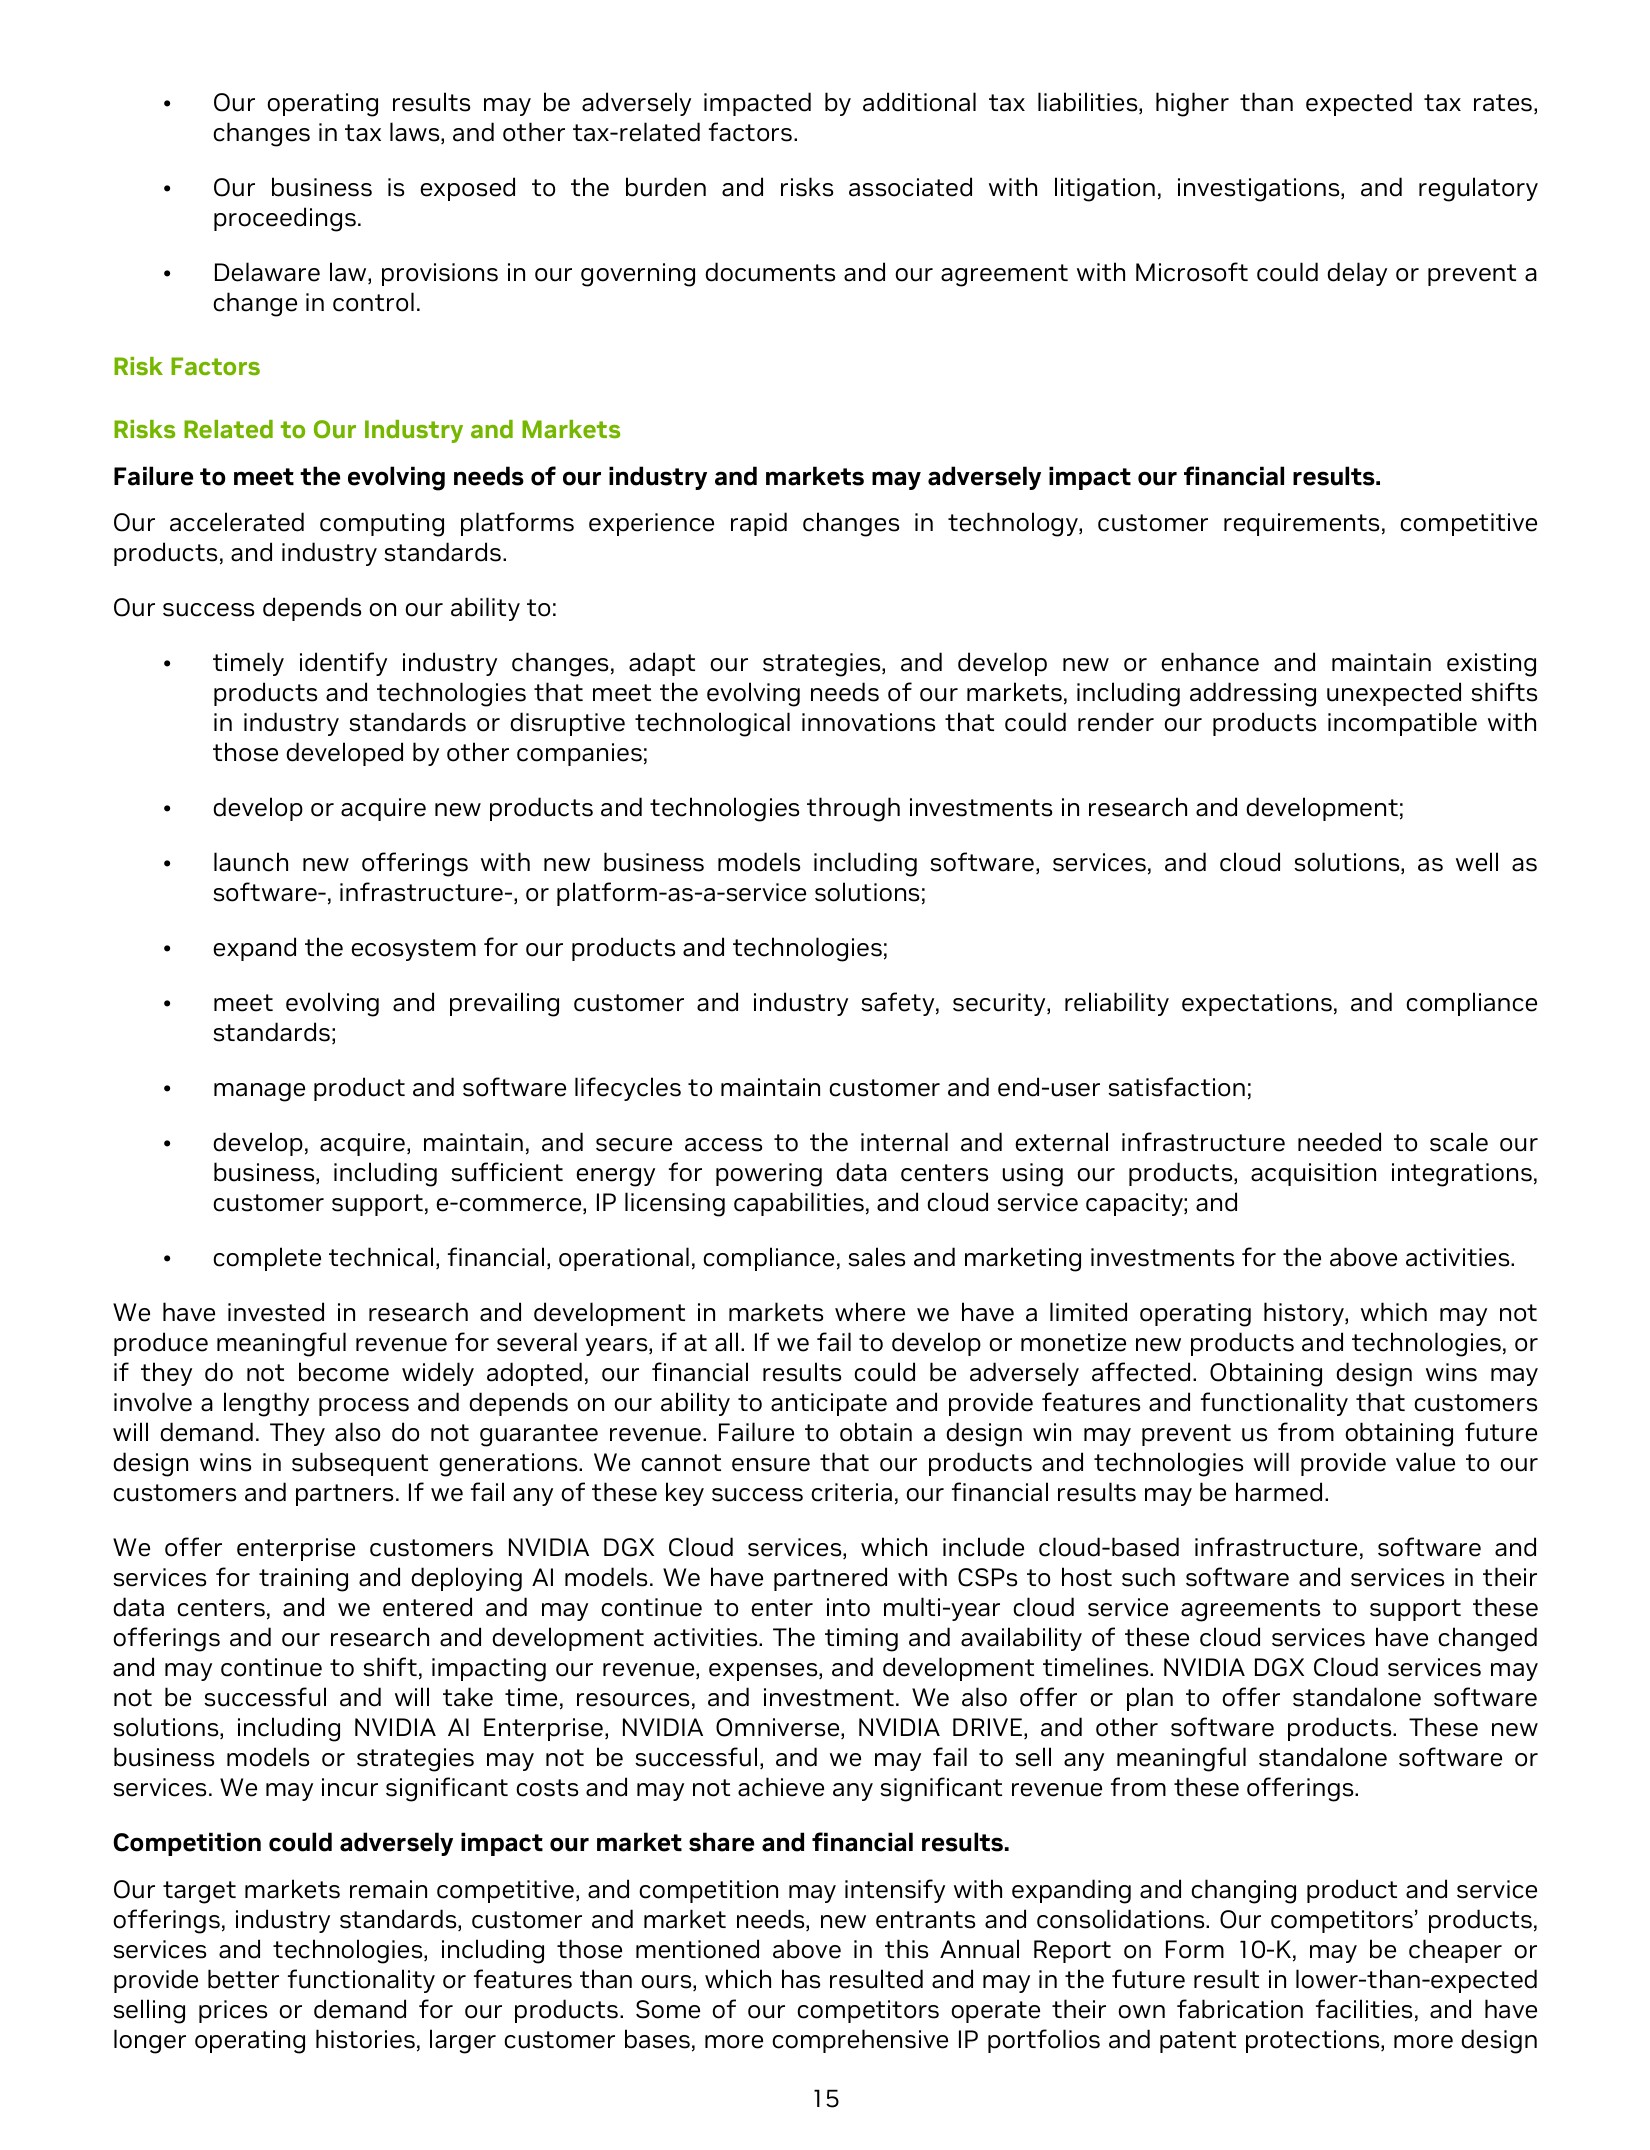 • Our operating results may be adversely impacted by additional tax liabilities, higher than expected tax rates,
changes in tax laws, and other tax-related factors.
• Our business is exposed to the burden and risks associated with litigation, investigations, and regulatory
proceedings.
• Delaware law, provisions in our governing documents and our agreement with Microsoft could delay or prevent a
change in control.
Risk Factors
Risks Related to Our Industry and Markets
Failure to meet the evolving needs of our industry and markets may adversely impact our financial results.
Our accelerated computing platforms experience rapid changes in technology, customer requirements, competitive
products, and industry standards.
Our success depends on our ability to:
• timely identify industry changes, adapt our strategies, and develop new or enhance and maintain existing
products and technologies that meet the evolving needs of our markets, including addressing unexpected shifts
in industry standards or disruptive technological innovations that could render our products incompatible with
those developed by other companies;
• develop or acquire new products and technologies through investments in research and development;
• launch new offerings with new business models including software, services, and cloud solutions, as well as
software-, infrastructure-, or platform-as-a-service solutions;
• expand the ecosystem for our products and technologies;
• meet evolving and prevailing customer and industry safety, security, reliability expectations, and compliance
standards;
• manage product and software lifecycles to maintain customer and end-user satisfaction;
• develop, acquire, maintain, and secure access to the internal and external infrastructure needed to scale our
business, including sufficient energy for powering data centers using our products, acquisition integrations,
customer support, e-commerce, IP licensing capabilities, and cloud service capacity; and
• complete technical, financial, operational, compliance, sales and marketing investments for the above activities.
We have invested in research and development in markets where we have a limited operating history, which may not
produce meaningful revenue for several years, if at all. If we fail to develop or monetize new products and technologies, or
if they do not become widely adopted, our financial results could be adversely affected. Obtaining design wins may
involve a lengthy process and depends on our ability to anticipate and provide features and functionality that customers
will demand. They also do not guarantee revenue. Failure to obtain a design win may prevent us from obtaining future
design wins in subsequent generations. We cannot ensure that our products and technologies will provide value to our
customers and partners. If we fail any of these key success criteria, our financial results may be harmed.
We offer enterprise customers NVIDIA DGX Cloud services, which include cloud-based infrastructure, software and
services for training and deploying AI models. We have partnered with CSPs to host such software and services in their
data centers, and we entered and may continue to enter into multi-year cloud service agreements to support these
offerings and our research and development activities. The timing and availability of these cloud services have changed
and may continue to shift, impacting our revenue, expenses, and development timelines. NVIDIA DGX Cloud services may
not be successful and will take time, resources, and investment. We also offer or plan to offer standalone software
solutions, including NVIDIA AI Enterprise, NVIDIA Omniverse, NVIDIA DRIVE, and other software products. These new
business models or strategies may not be successful, and we may fail to sell any meaningful standalone software or
services. We may incur significant costs and may not achieve any significant revenue from these offerings.
Competition could adversely impact our market share and financial results.
Our target markets remain competitive, and competition may intensify with expanding and changing product and service
offerings, industry standards, customer and market needs, new entrants and consolidations. Our competitors’ products,
services and technologies, including those mentioned above in this Annual Report on Form 10-K, may be cheaper or
provide better functionality or features than ours, which has resulted and may in the future result in lower-than-expected
selling prices or demand for our products. Some of our competitors operate their own fabrication facilities, and have
longer operating histories, larger customer bases, more comprehensive IP portfolios and patent protections, more design
15